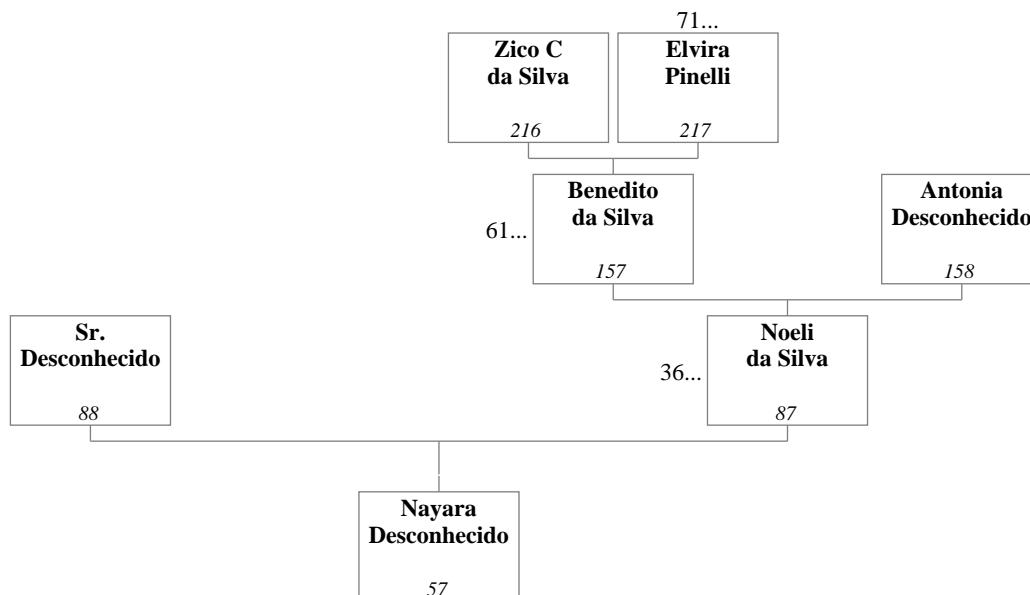 71...
Zico C
da Silva
216
Elvira
Pinelli
217
61...
Benedito
da Silva
157
Antonia
Desconhecido
158
Sr.
Desconhecido
88
36...
Noeli
da Silva
87
Nayara
Desconhecido
57